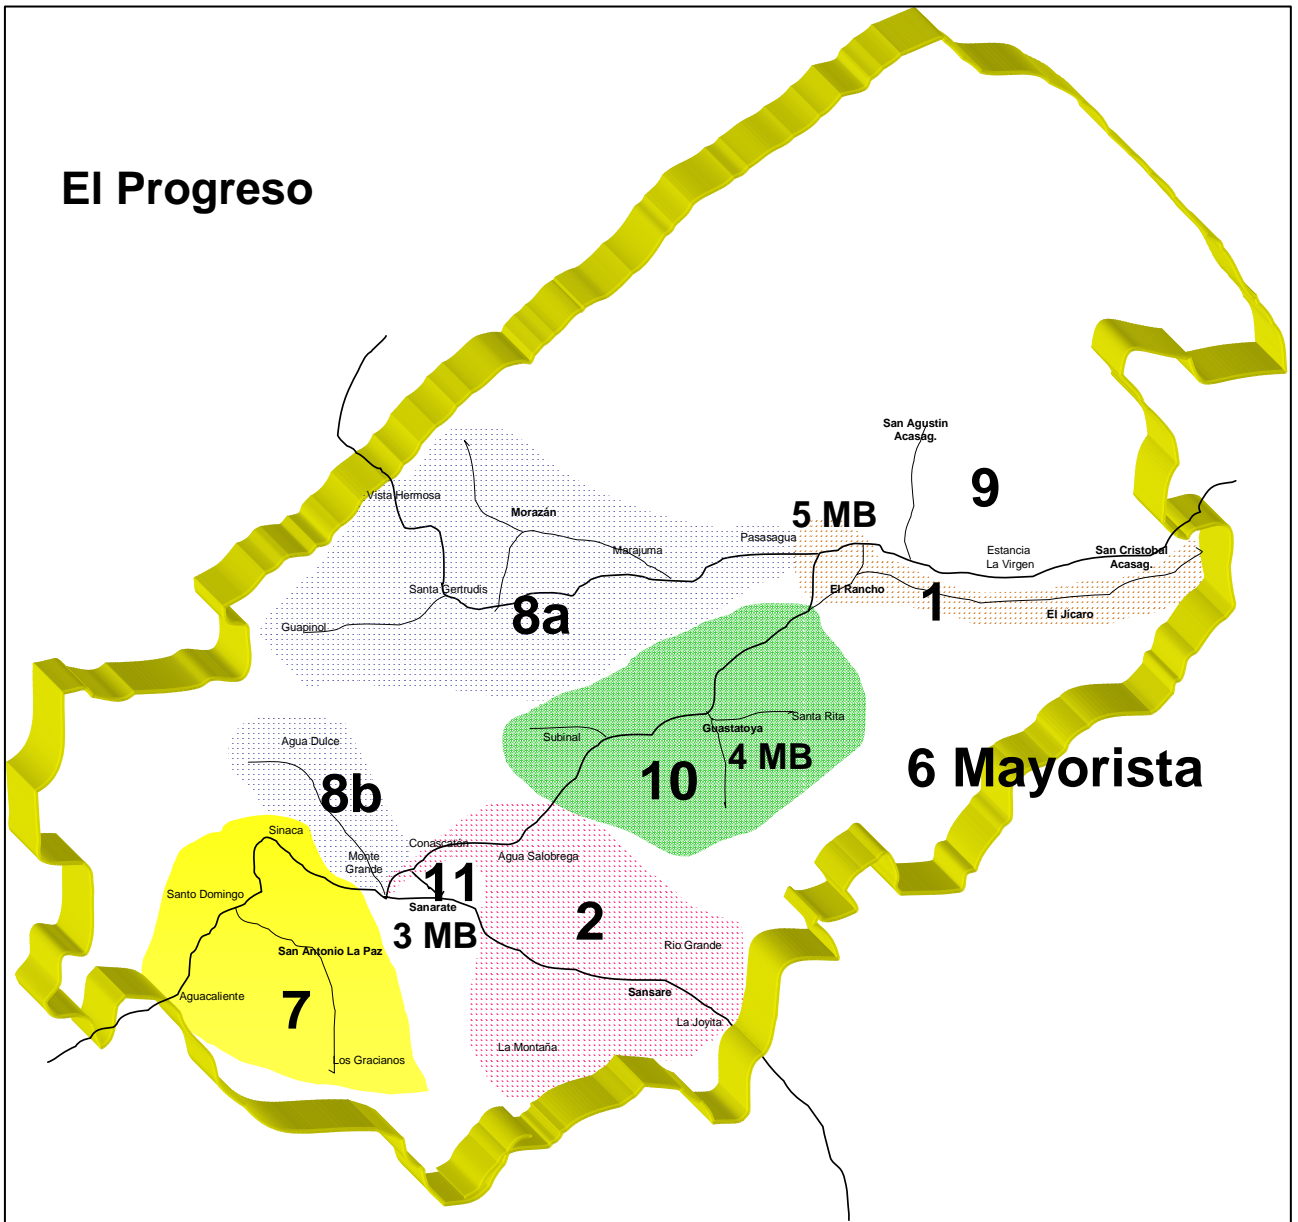 El Progreso
San Agustin
Acasag.
9
Vista Hermosa
Morazán
5 MB
Pasasagua
Marajuma
Estancia
La Virgen
San Cristobal
Acasag.
Santa Gertrudis
El Rancho
1
El Jícaro
Guapinol
8a
Santa Rita
Guastatoya
Subinal
Agua Dulce
4 MB
6 Mayorista
10
8b
Sinaca
Conascatón
Monte
Grande
Agua Salobrega
11
Santo Domingo
Sanarate
2
3 MB
Rio Grande
San Antonio La Paz
Sansare
Aguacaliente
7
La Joyita
La Montaña
Los Gracianos